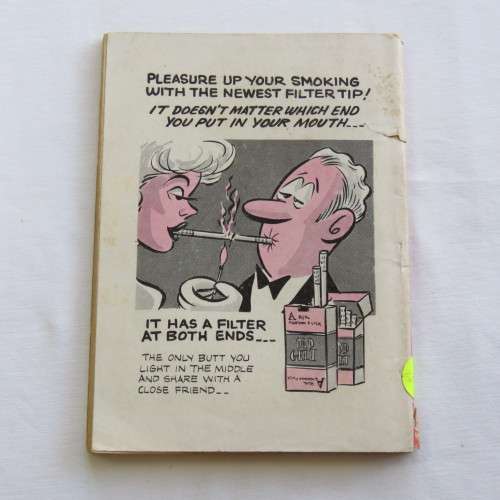 PLEASURE UP YOUR SMOKING
WITH THE NEWEST FILTER TIP!
IT DOESN'T MATTER WHICH END
YOU PUT IN YOUR MOUTH---
IT HAS A FILTER
AT BOTH ENDS---
THE ONLY BUTT YOU
LIGHT IN THE MIDDLE
AND SHARE WITH A
CLOSE FRIEND--